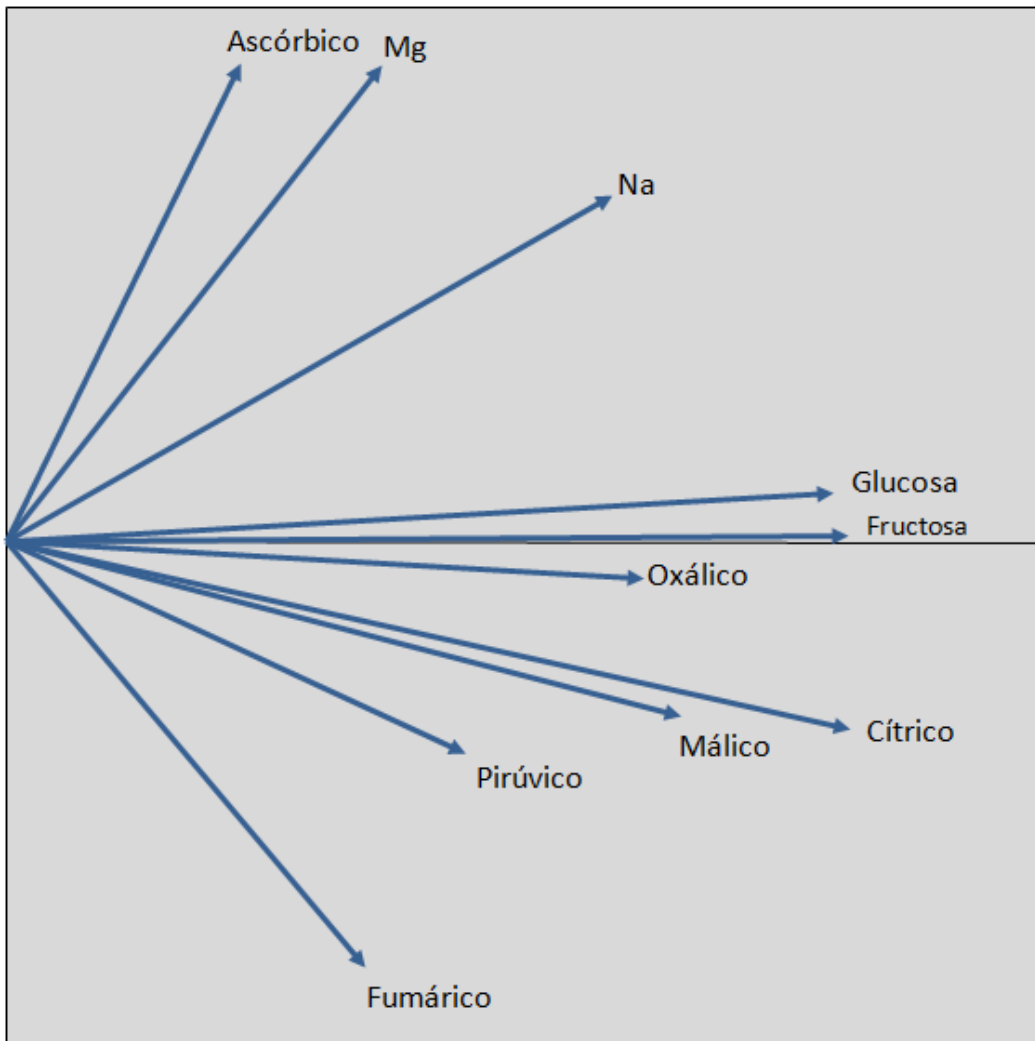 Ascórbico
Mg
Na
Glucosa
Fructosa
Oxálico
Cítrico
Málico
Pirúvico
Fumárico